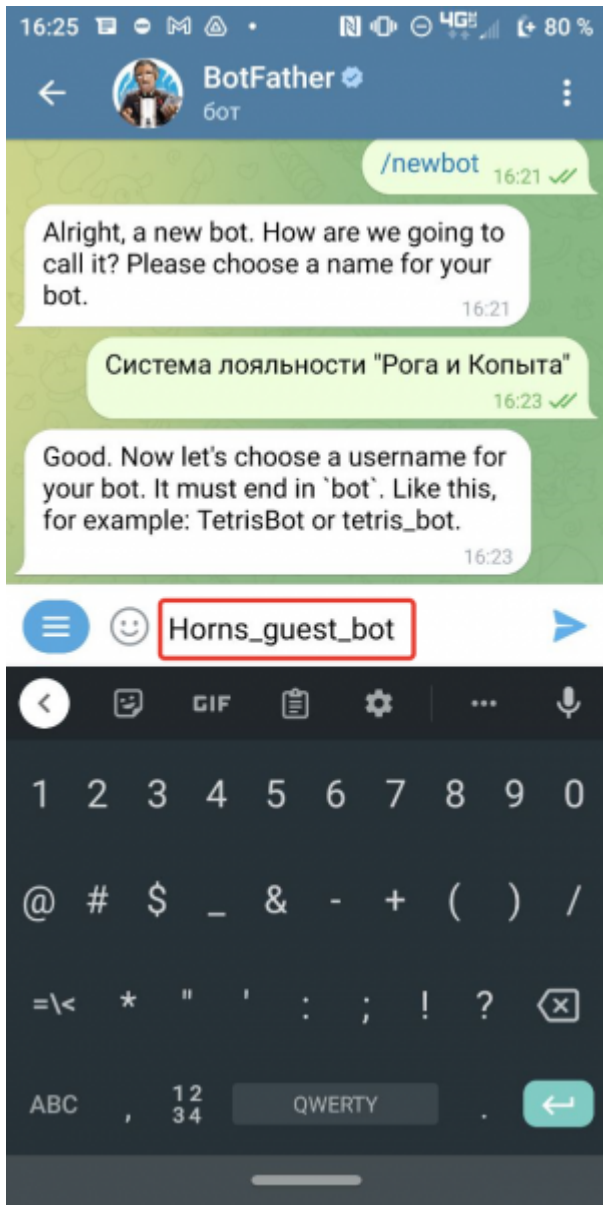 16:25
4G 80 %
BotFather
бот
/newbot 16:21
Alright, a new bot. How are we going to
call it? Please choose a name for your
bot.
16:21
Система лояльности "Рога и Копыта"
16:23
Good. Now let's choose a username for
your bot. It must end in `bot`. Like this,
for example: TetrisBot or tetris_bot.
16:23
Horns_guest_bot
GIF
1 2 3 4 5 6 7 8 9 0
@ # $ _ & - + ( ) /
=\< * " ' : ; ! ?
ABC , 12 34 QWERTY .